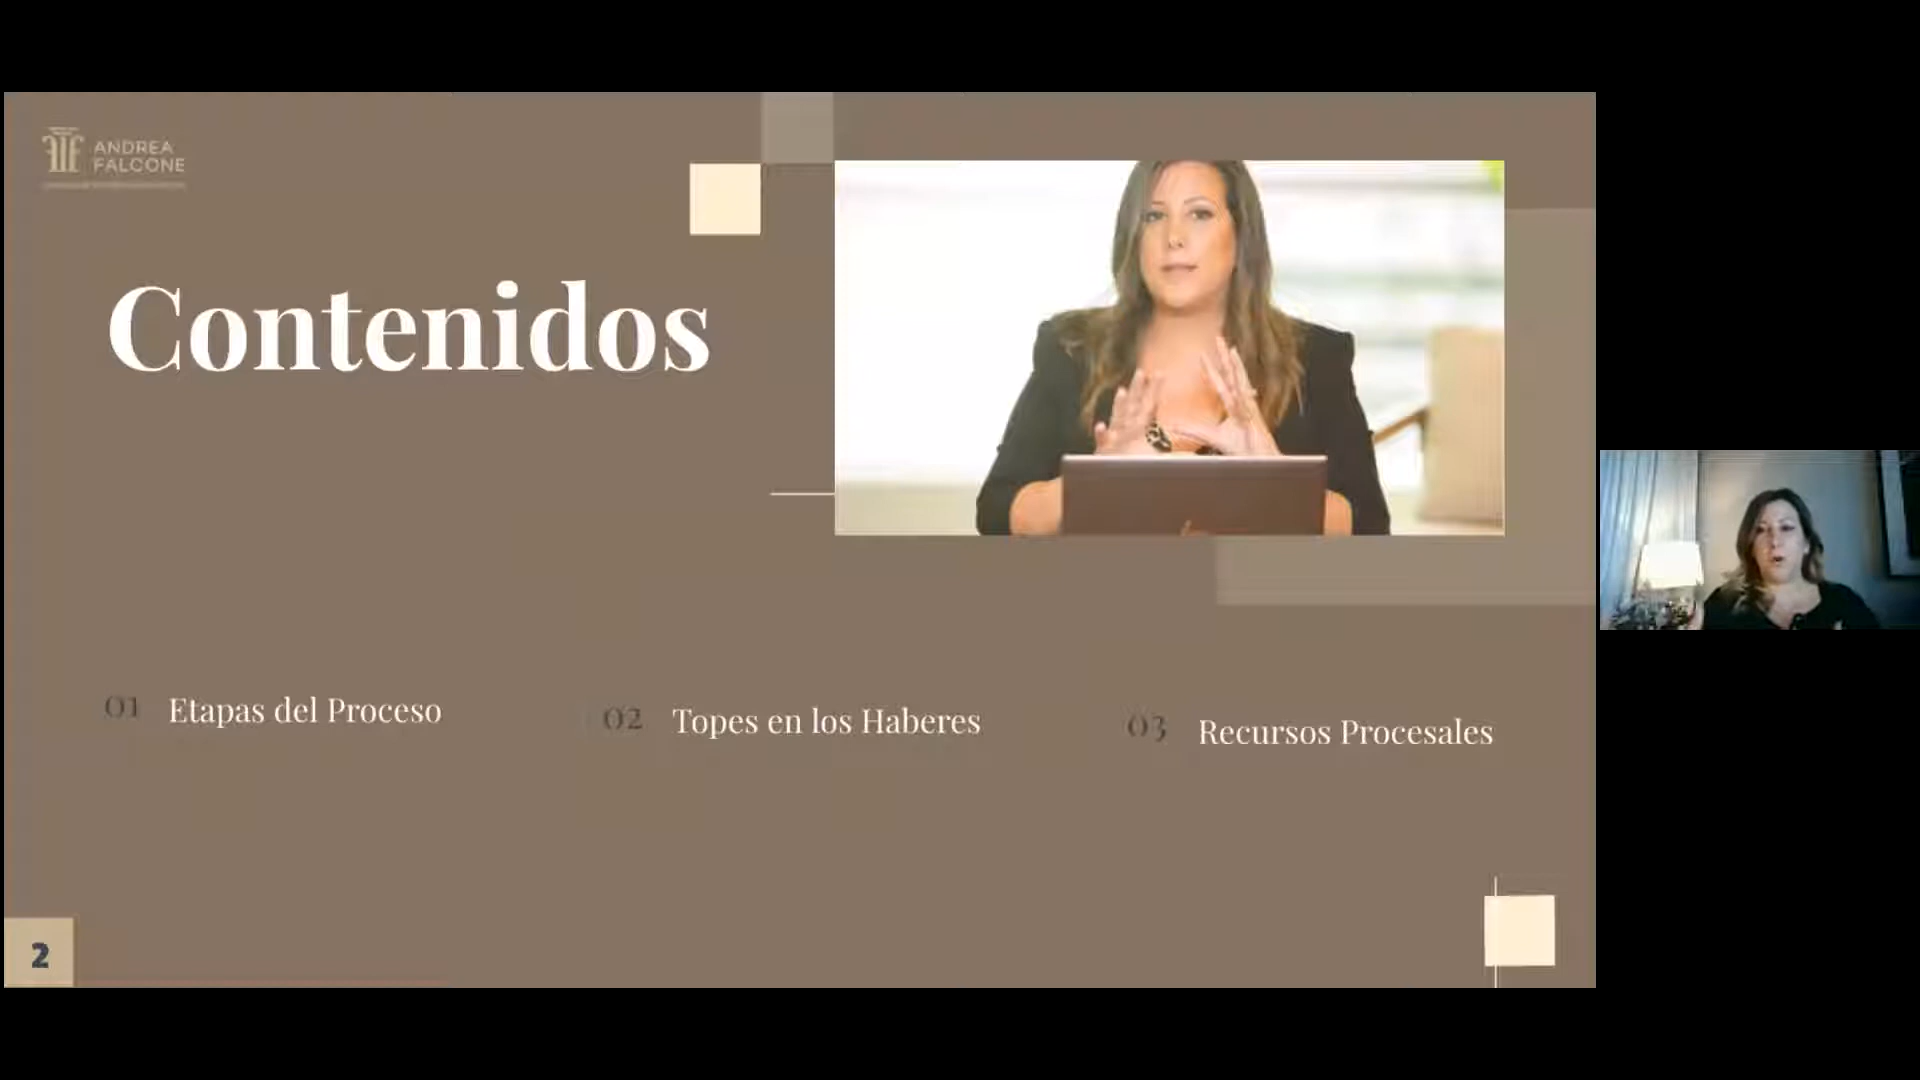 ANDREA
FALCONE
Contenidos
01 Etapas del Proceso
02 Topes en los Haberes
03 Recursos Procesales
2